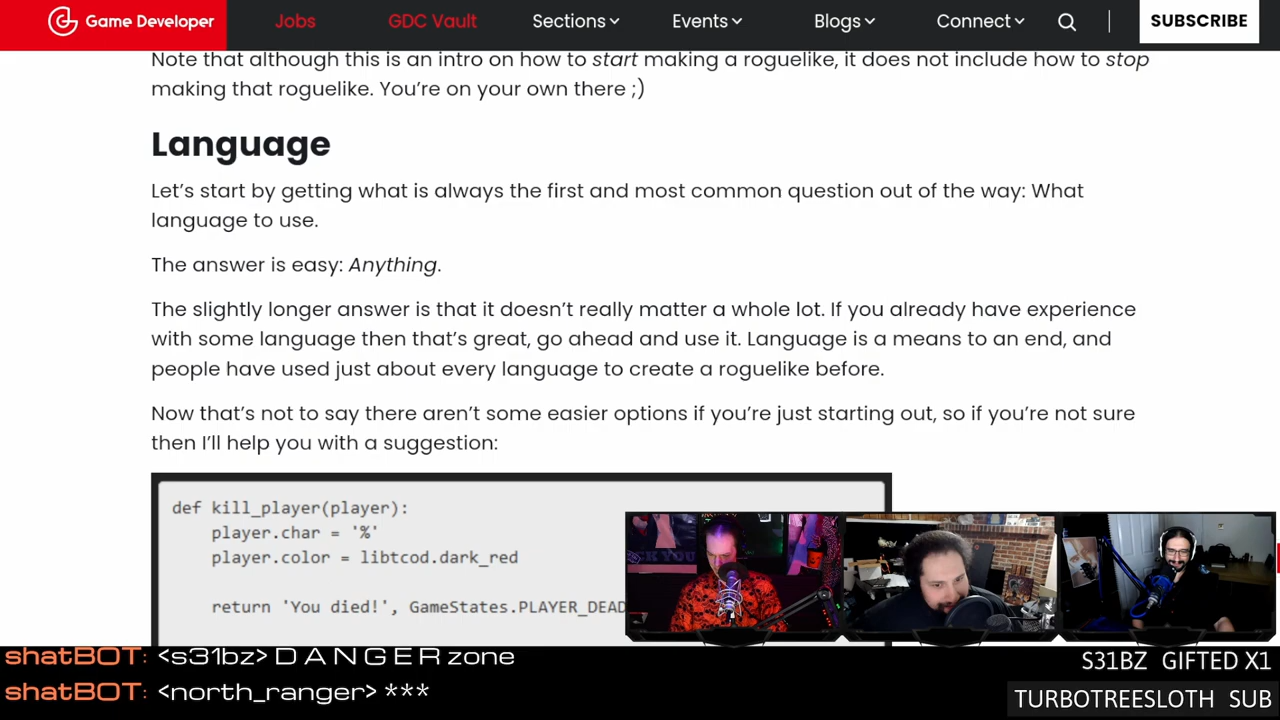 Game Developer Jobs GDC Vault Sections Events Blogs Connect SUBSCRIBE
Note that although this is an intro on how to start making a roguelike, it does not include how to stop
making that roguelike. You're on your own there ;)
Language
Let's start by getting what is always the first and most common question out of the way: What
language to use.
The answer is easy: Anything.
The slightly longer answer is that it doesn't really matter a whole lot. If you already have experience
with some language then that's great, go ahead and use it. Language is a means to an end, and
people have used just about every language to create a roguelike before.
Now that's not to say there aren't some easier options if you're just starting out, so if you're not sure
then I'll help you with a suggestion:
def kill_player(player):
player.char = '%'
player.color = libtcod.dark_red
return 'You died!', GameStates.PLAYER_DEAD
shatBOT: <s31bz> D A N G E R zone
S31BZ GIFTED X1
shatBOT: <north_ranger> ***
TURBOTREESLOTH SUB